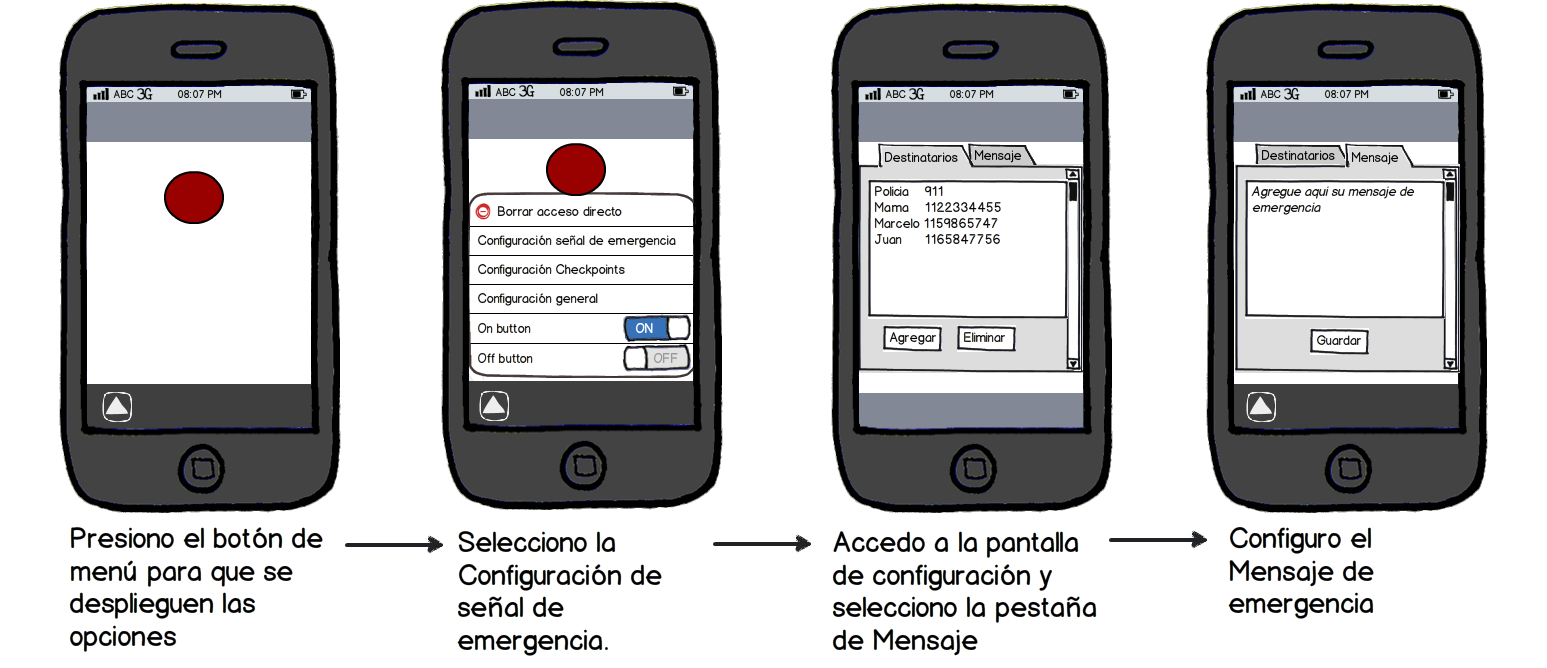 ABC 3G 08:07 PM
Presiono el botón de
menú para que se
desplieguen las
opciones
ABC 3G 08:07 PM
Borrar acceso directo
Configuración señal de emergencia
Configuración Checkpoints
Configuración general
On button ON
Off button OFF
Selecciono la
Configuración de
señal de
emergencia.
ABC 3G 08:07 PM
Destinatarios Mensaje
Policia 911
Mama 1122334455
Marcelo 1159865747
Juan 1165847756
Agregar Eliminar
Accedo a la pantalla
de configuración y
selecciono la pestaña
de Mensaje
ABC 3G 08:07 PM
Destinatarios Mensaje
Agregue aqui su mensaje de
emergencia
Guardar
Configuro el
Mensaje de
emergencia